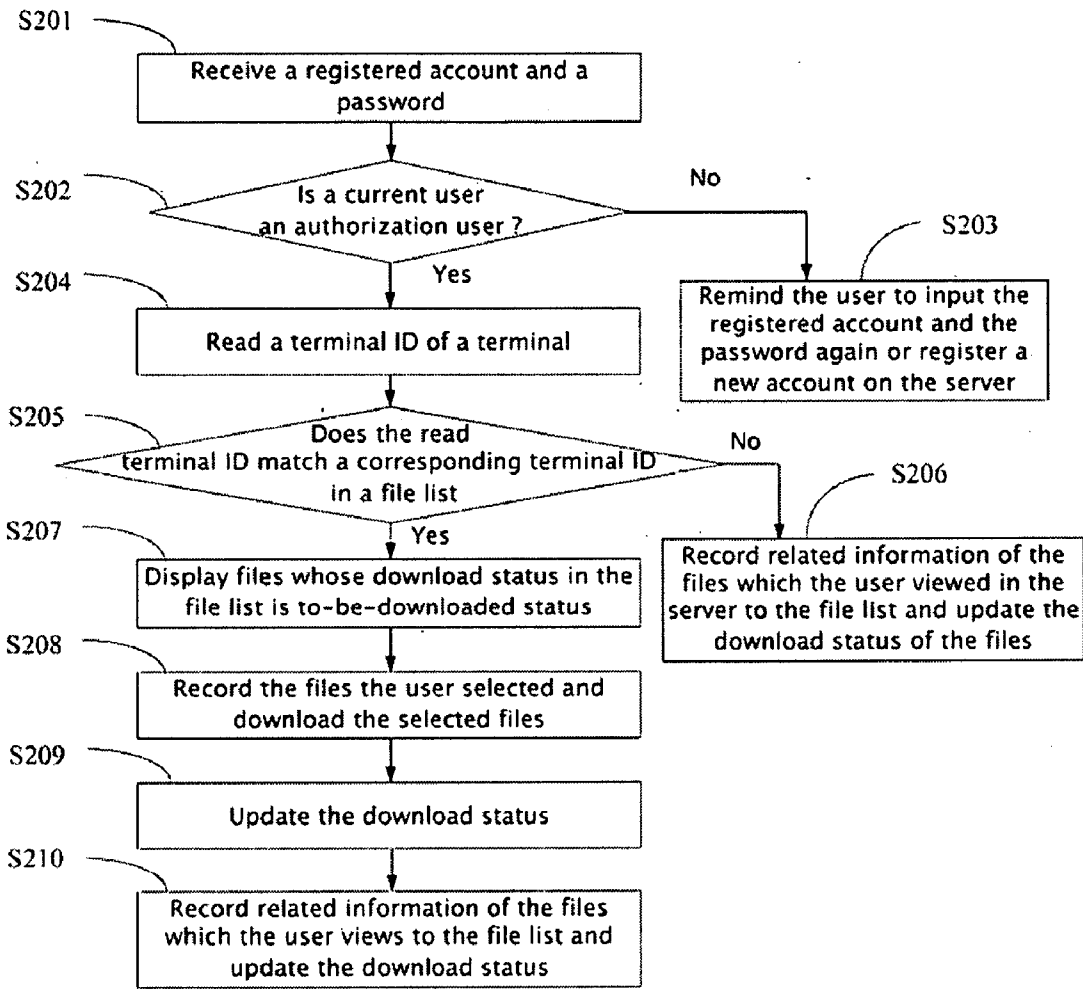 S201
Receive a registered account and a
password
S202
Is a current user
an authorization user ?
No
S203
Yes
S204
Remind the user to input the
registered account and the
password again or register a
new account on the server
Read a terminal ID of a terminal
S205
Does the read
terminal ID match a corresponding terminal ID
in a file list
No
S206
Yes
S207
Record related information of the
files which the user viewed in the
server to the file list and update the
download status of the files
Display files whose download status in the
file list is to-be-downloaded status
S208
Record the files the user selected and
download the selected files
S209
Update the download status
S210
Record related information of the files
which the user views to the file list and
update the download status